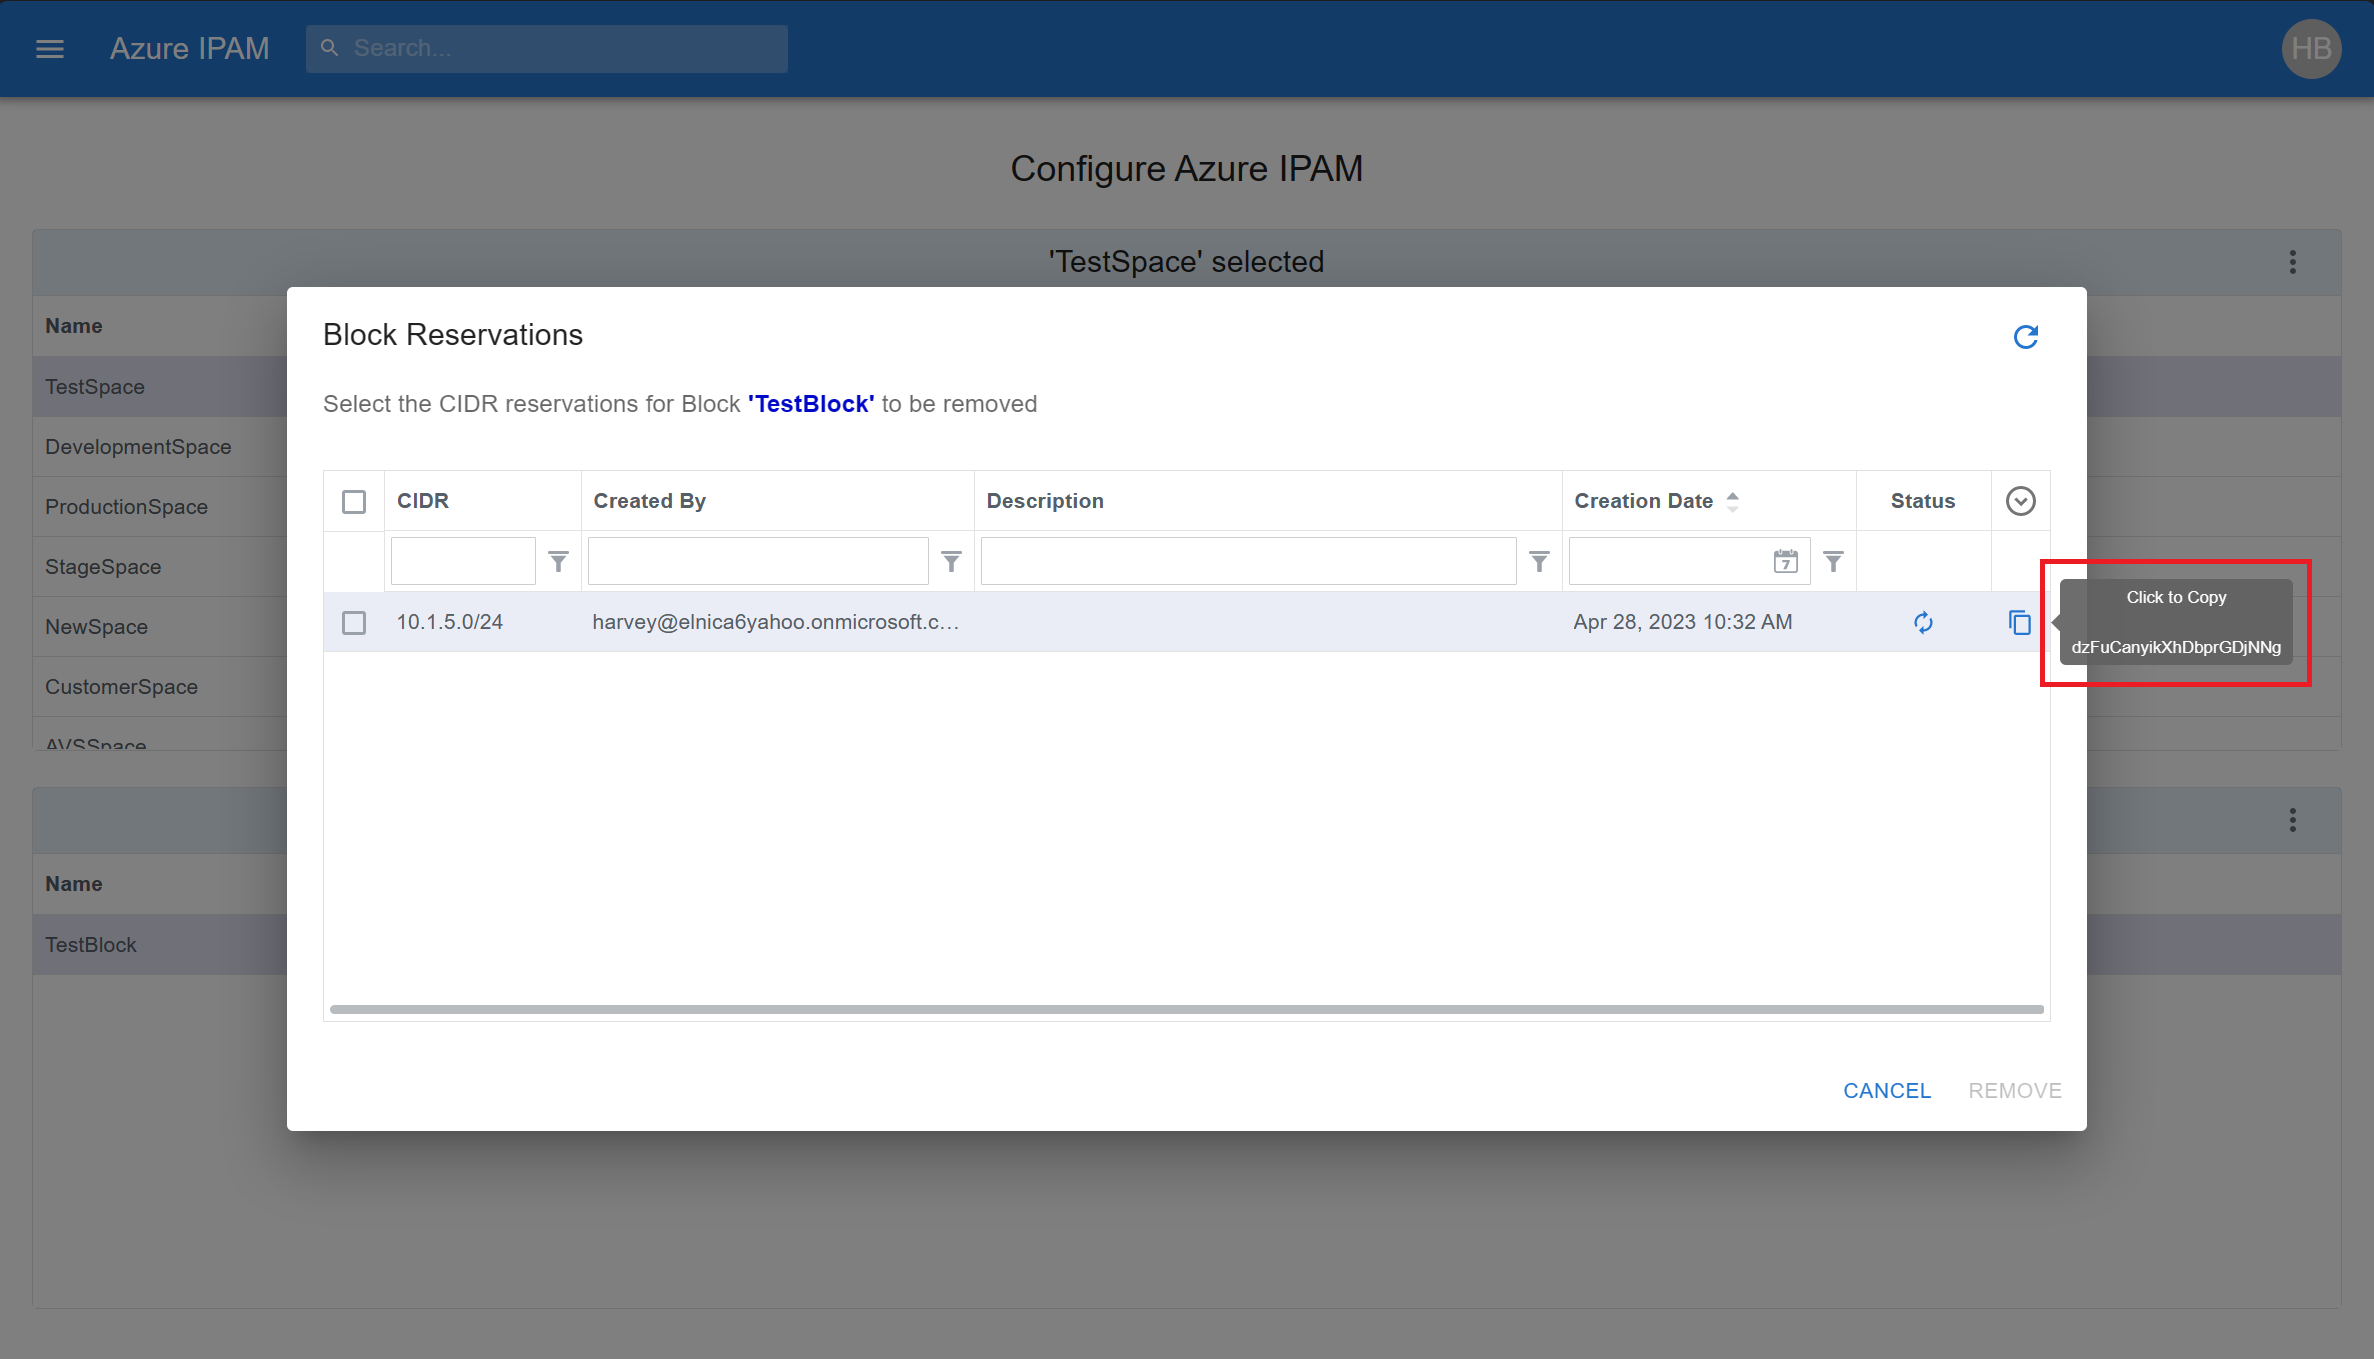 Azure IPAM
Search...
HB
Configure Azure IPAM
'TestSpace' selected
Name
TestSpace
DevelopmentSpace
ProductionSpace
StageSpace
NewSpace
CustomerSpace
AVSSpace
Name
TestBlock
Block Reservations
Select the CIDR reservations for Block 'TestBlock' to be removed
CIDR Created By Description Creation Date Status
7
10.1.5.0/24 harvey@elnica6yahoo.onmicrosoft.c... Apr 28, 2023 10:32 AM
Click to Copy
dzFuCanyikXhDbprGDjNNg
CANCEL REMOVE